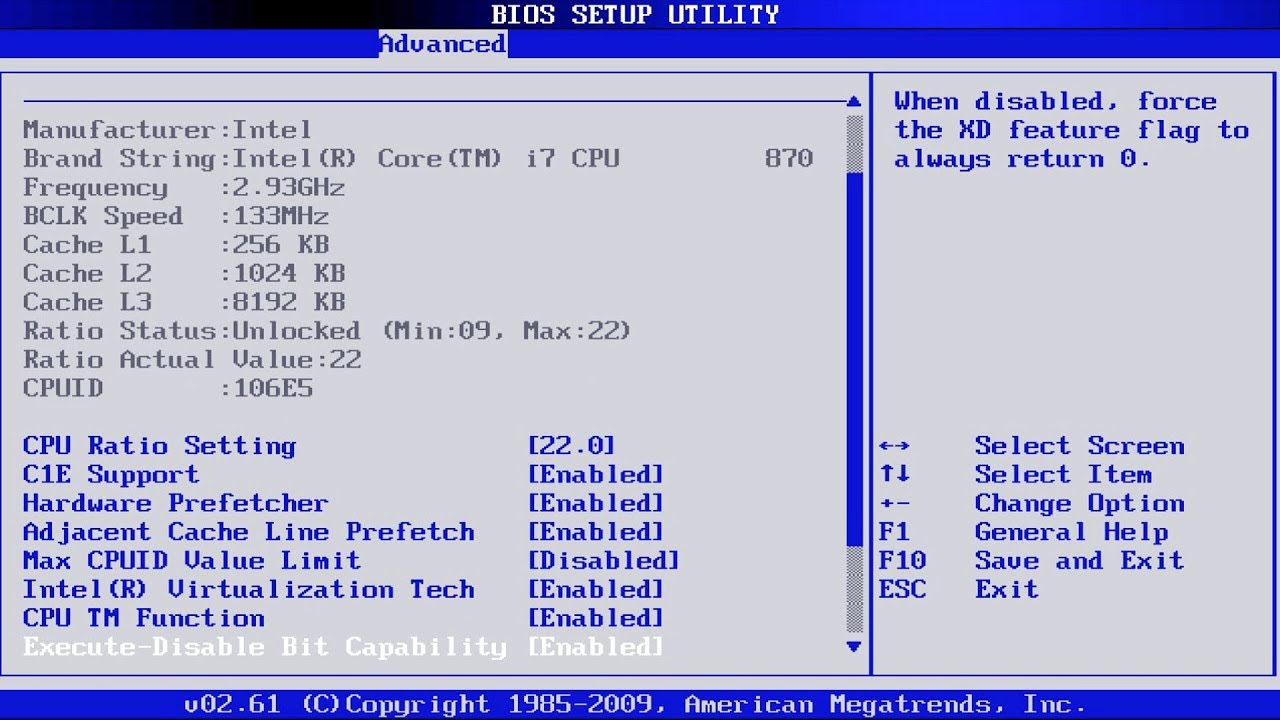 BIOS SETUP UTILITY
Advanced
Manufacturer:Intel
Brand String:Intel(R) Core(TM) i7 CPU 870
Frequency :2.93GHz
BCLK Speed :133MHz
Cache L1 :256 KB
Cache L2 :1024 KB
Cache L3 :8192 KB
Ratio Status:Unlocked (Min:09, Max:22)
Ratio Actual Value:22
CPUID :106E5
CPU Ratio Setting [22.0]
C1E Support [Enabled]
Hardware Prefetcher [Enabled]
Adjacent Cache Line Prefetch [Enabled]
Max CPUID Value Limit [Disabled]
Intel(R) Virtualization Tech [Enabled]
CPU TM Function [Enabled]
Execute-Disable Bit Capability [Enabled]
When disabled, force
the XD feature flag to
always return 0.
←→ Select Screen
↑↓ Select Item
+- Change Option
F1 General Help
F10 Save and Exit
ESC Exit
v02.61 (C)Copyright 1985-2009, American Megatrends, Inc.